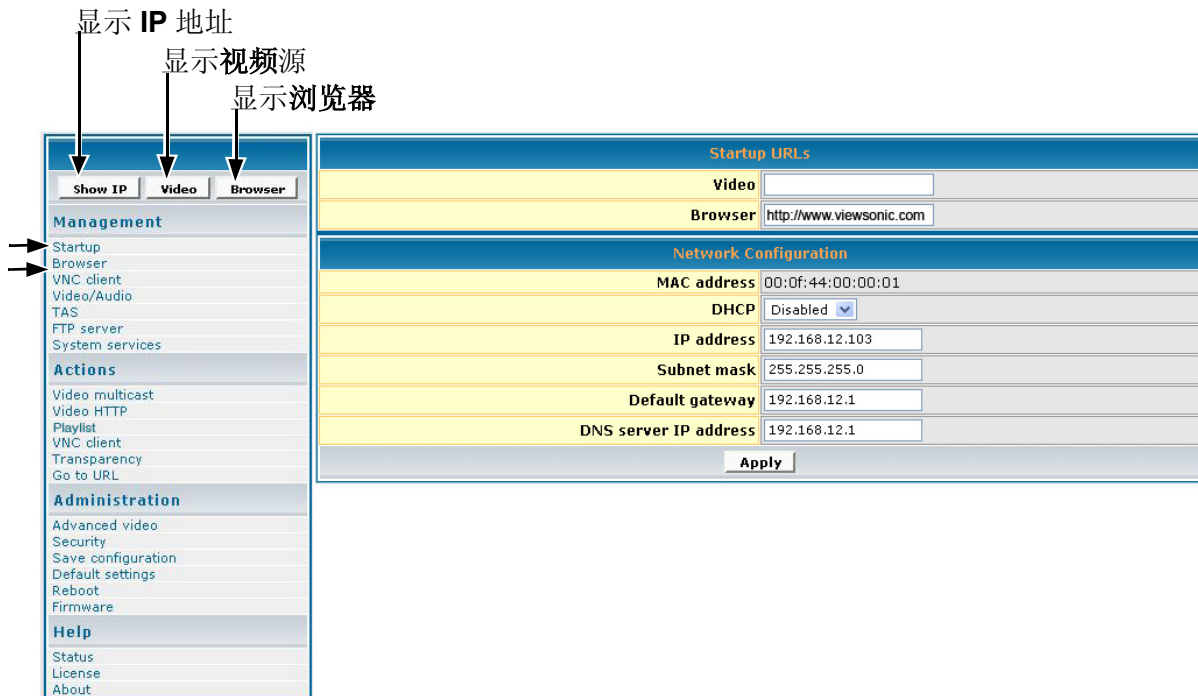 显示 IP 地址
显示视频源
显示浏览器
Show IP Video Browser
Management
Startup
Browser
VNC client
Video/Audio
TAS
FTP server
System services
Actions
Video multicast
Video HTTP
Playlist
VNC client
Transparency
Go to URL
Administration
Advanced video
Security
Save configuration
Default settings
Reboot
Firmware
Help
Status
License
About
Startup URLs
Video
Browser http://www.viewsonic.com
Network Configuration
MAC address 00:0f:44:00:00:01
DHCP Disabled
IP address 192.168.12.103
Subnet mask 255.255.255.0
Default gateway 192.168.12.1
DNS server IP address 192.168.12.1
Apply